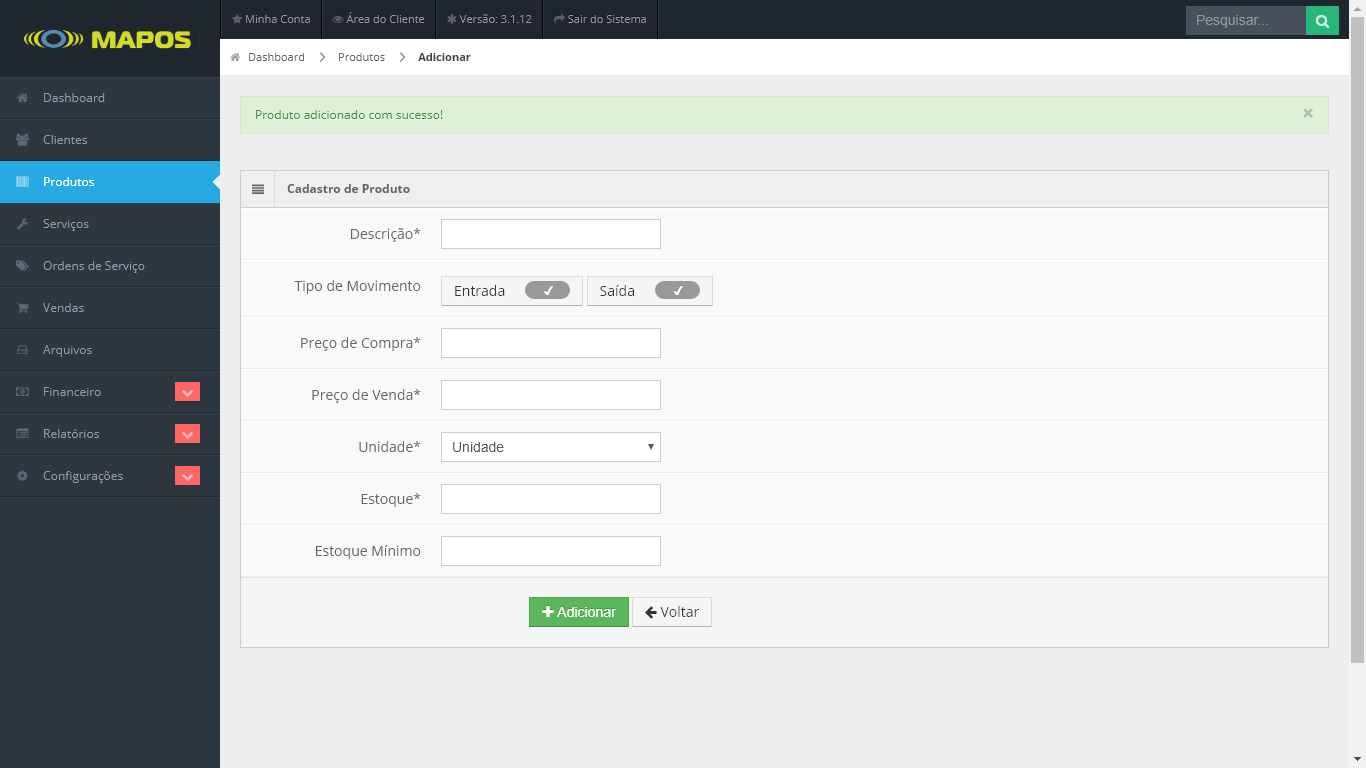 MAPOS
Minha Conta
Área do Cliente
Versão: 3.1.12
Sair do Sistema
Pesquisar...
Dashboard
Produtos
Adicionar
Dashboard
Clientes
Produtos
Serviços
Ordens de Serviço
Vendas
Arquivos
Financeiro
Relatórios
Configurações
Produto adicionado com sucesso!
×
Cadastro de Produto
Descrição*
Tipo de Movimento
Entrada
Saída
Preço de Compra*
Preço de Venda*
Unidade*
Unidade
Estoque*
Estoque Mínimo
Adicionar
Voltar